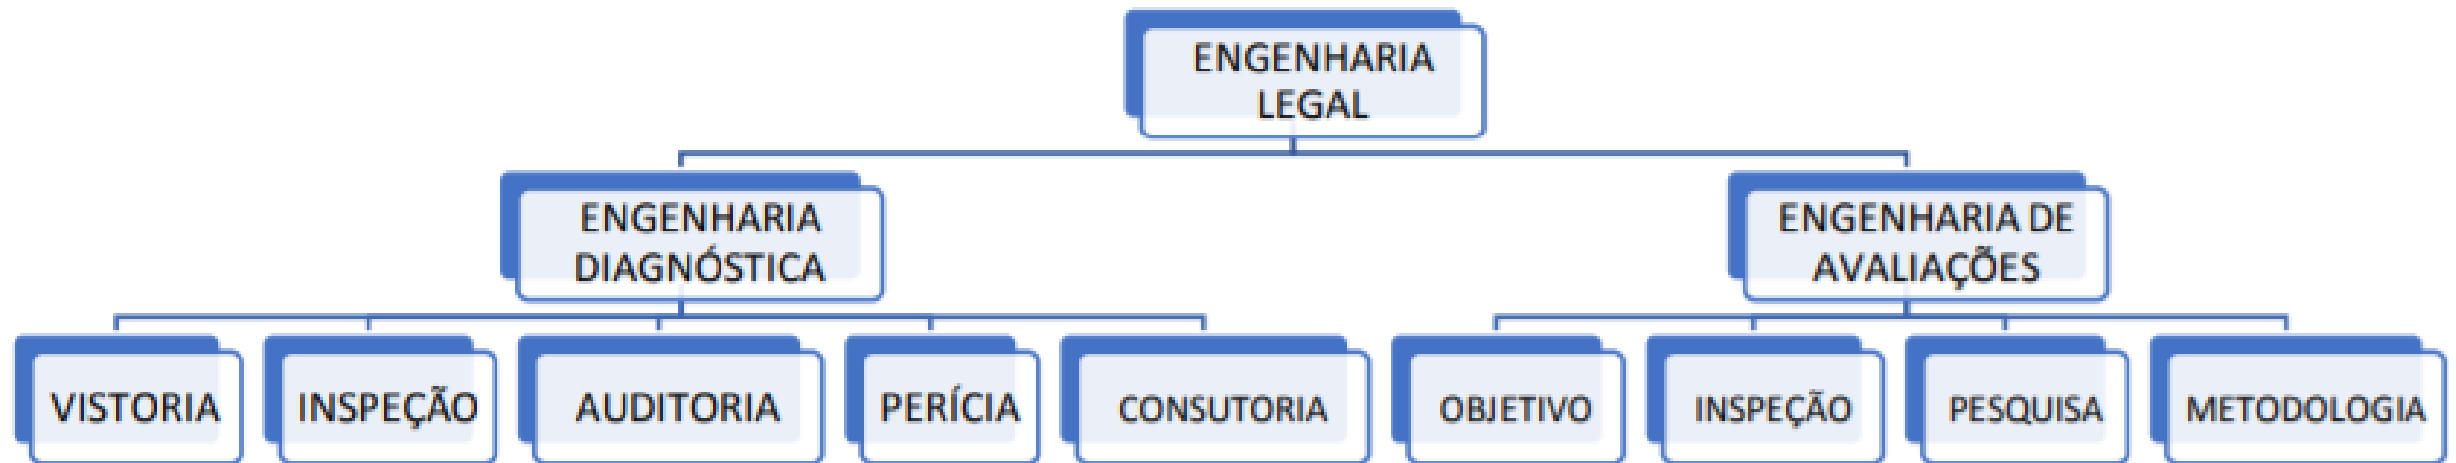 ENGENHARIA
LEGAL
ENGENHARIA
DIAGNÓSTICA
ENGENHARIA DE
AVALIAÇÕES
VISTORIA
INSPEÇÃO
AUDITORIA
PERÍCIA
CONSUTORIA
OBJETIVO
INSPEÇÃO
PESQUISA
METODOLOGIA